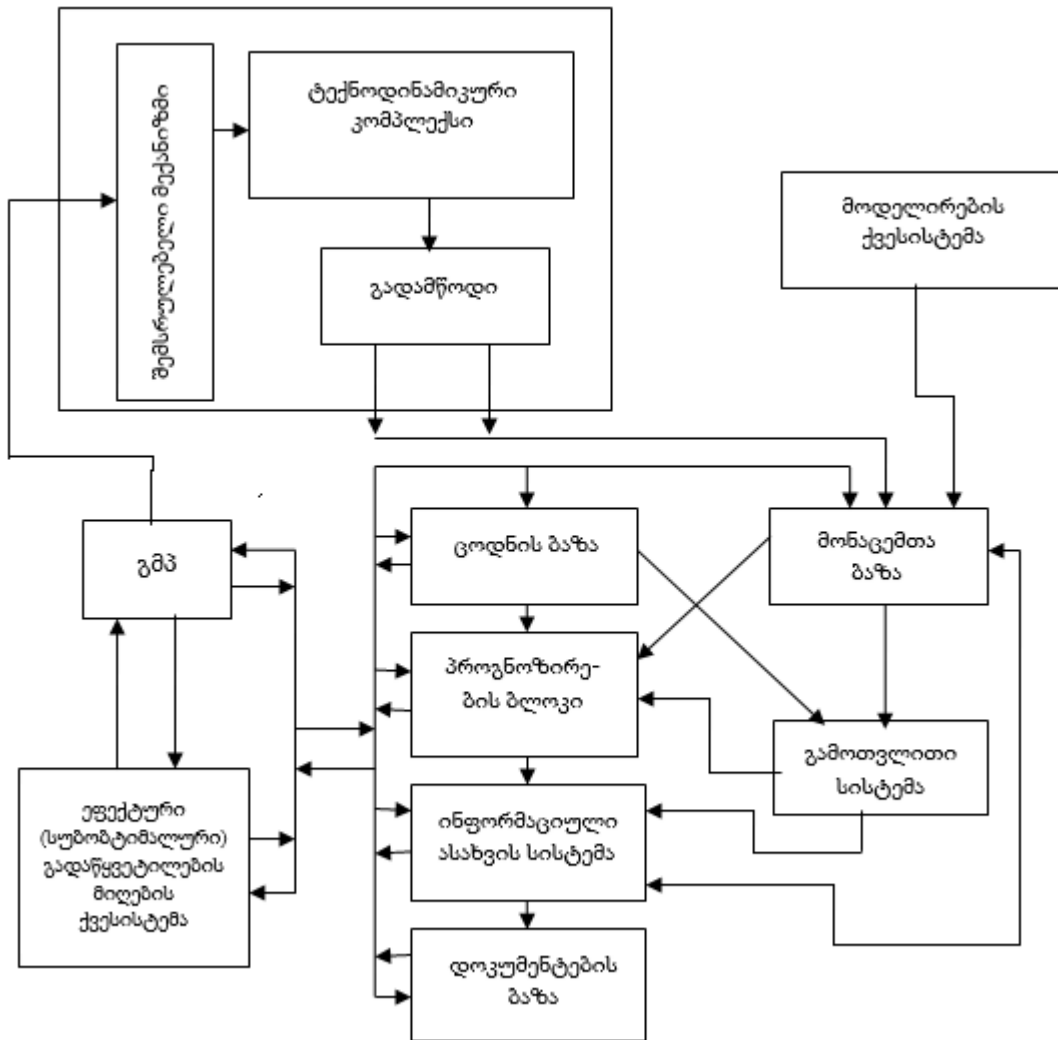 შემსრულებელი მექანიზმი
ტექნოდინამიკური
კომპლექსი
გადამწოდი
მოდელირების
ქვესისტემა
გმპ
ცოდნის ბაზა
მონაცემთა
ბაზა
პროგნოზირე-
ბის ბლოკი
გამოთვლითი
სისტემა
ეფექტური
(სუბობტიმალური)
გადაწყვეტილების
მიღების
ქვესისტემა
ინფორმაციული
ასახვის სისტემა
დოკუმენტების
ბაზა